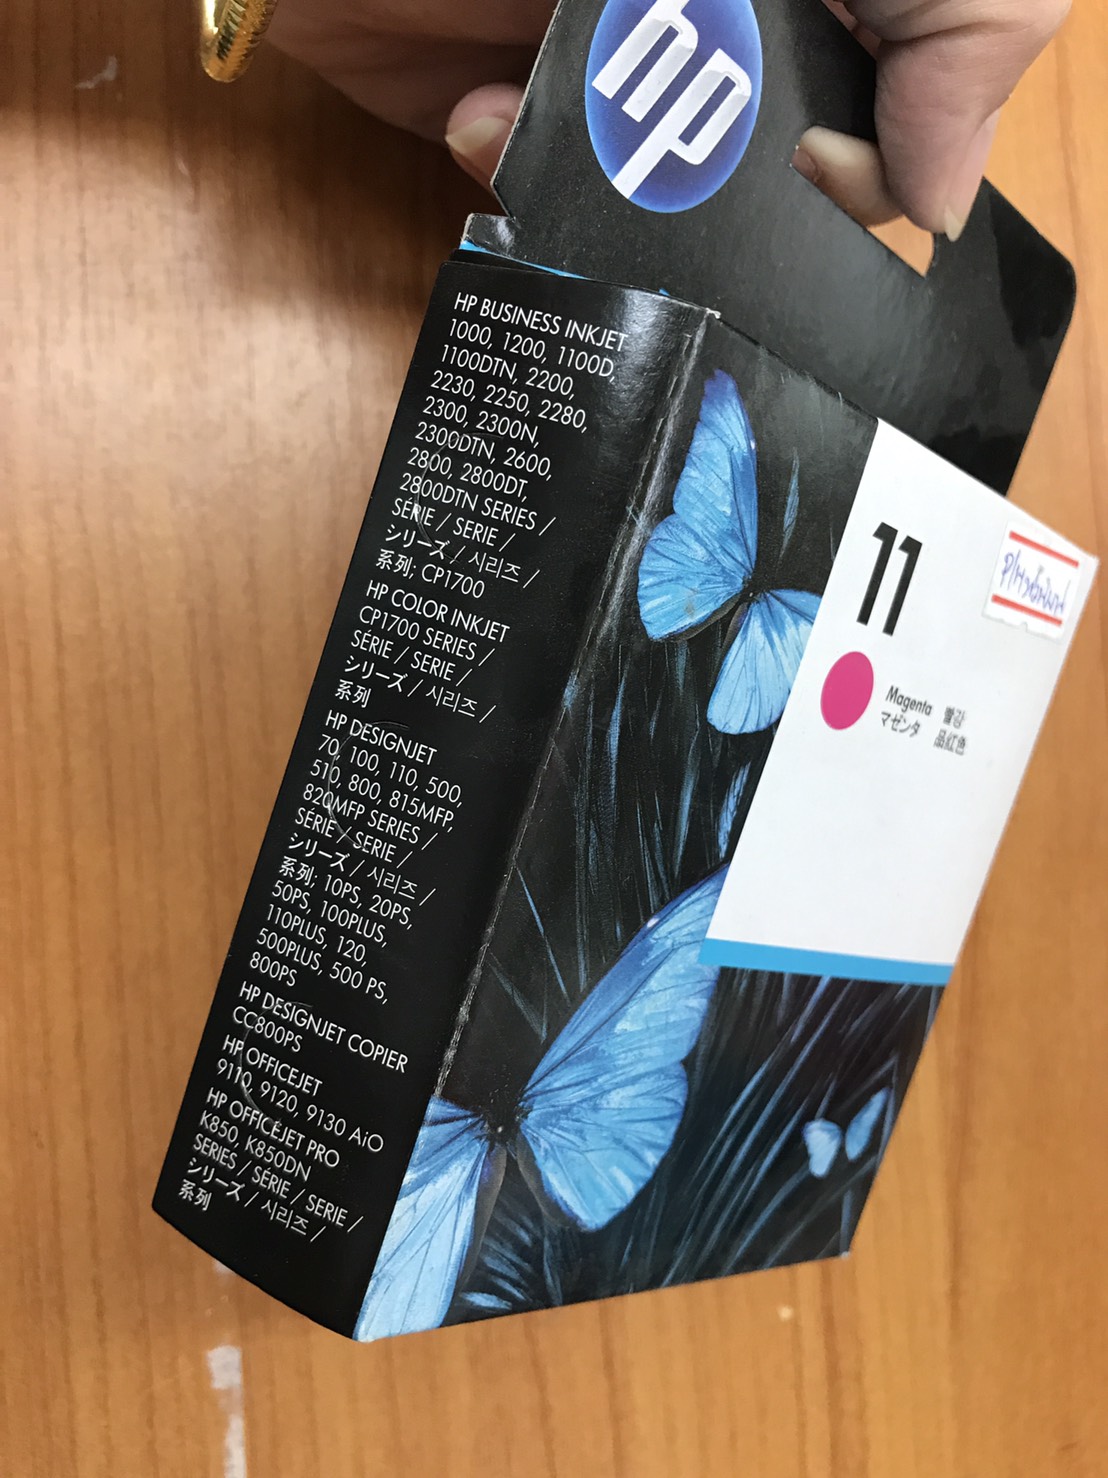 hp
HP BUSINESS INKJET
1000, 1200, 1100D,
1100DTN, 2200,
2230, 2250, 2280,
2300, 2300N,
2300DTN, 2600,
2800, 2800DT,
2800DTN SERIES /
SÉRIE / SERIE /
シリーズ / 시리즈 /
系列; CP1700
HP COLOR INKJET
CP1700 SERIES /
SÉRIE / SERIE /
シリーズ / 시리즈 /
系列
HP DESIGNJET
70, 100, 110, 500,
510, 800, 815MFP,
820MFP SERIES /
SÉRIE / SERIE /
シリーズ / 시리즈 /
系列; 10PS, 20PS,
50PS, 100PLUS,
110PLUS, 120,
500PLUS, 500 PS,
800PS
HP DESIGNJET COPIER
CC800PS
HP OFFICEJET
9110, 9120, 9130 AiO
HP OFFICEJET PRO
K850, K850DN
SERIES / SÉRIE / SERIE /
シリーズ / 시리즈 /
系列
11
Magenta 빨강
マゼンタ 品紅色